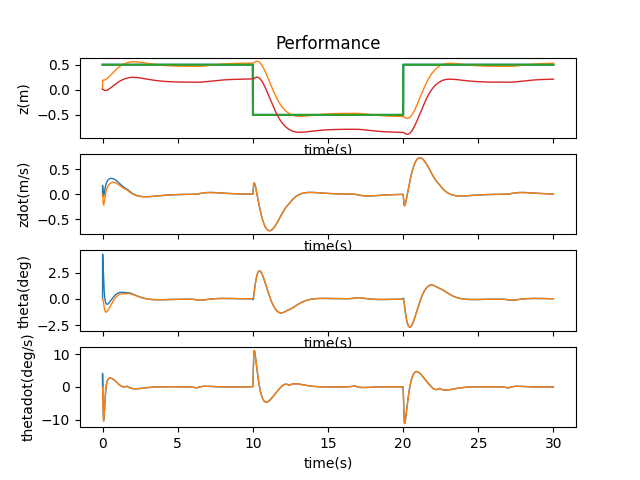 Performance
z(m)
0.5
0.0
−0.5
time(s)
zdot(m/s)
0.5
0.0
−0.5
time(s)
theta(deg)
2.5
0.0
−2.5
time(s)
thetadot(deg/s)
10
0
−10
0 5 10 15 20 25 30
time(s)